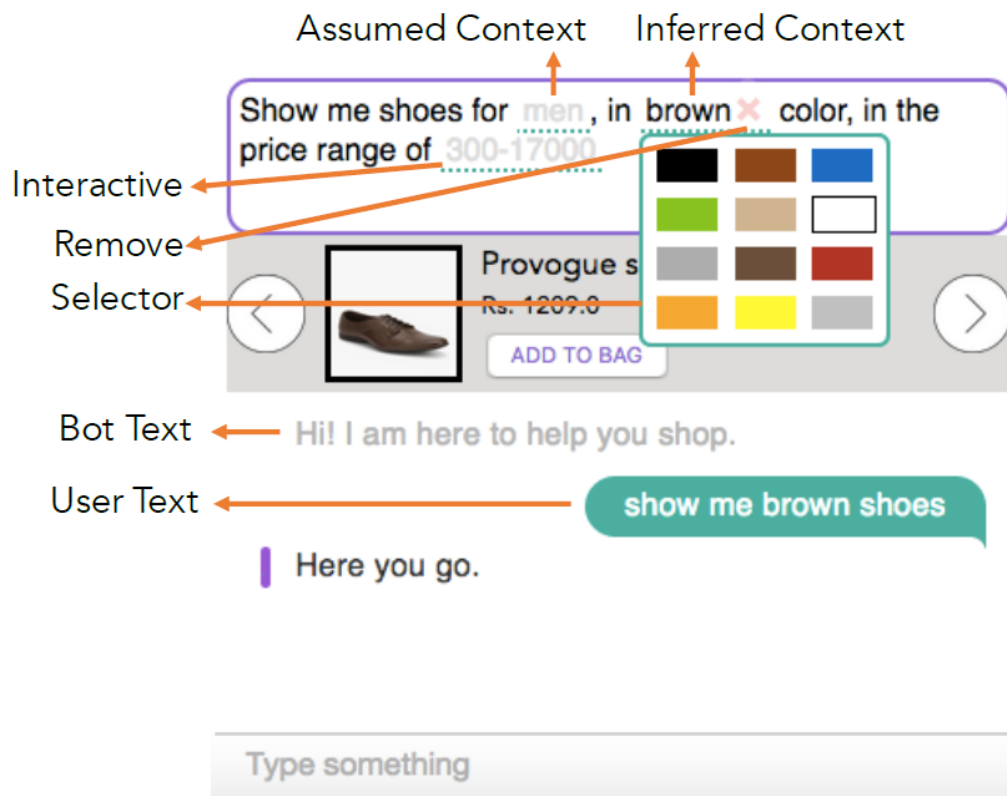 Assumed Context Inferred Context
Show me shoes for men, in brown ✖ color, in the
price range of 300-17000
Interactive
Remove
Selector
Provogue s
Rs. 1209.0
ADD TO BAG
Bot Text
Hi! I am here to help you shop.
User Text
show me brown shoes
Here you go.
Type something